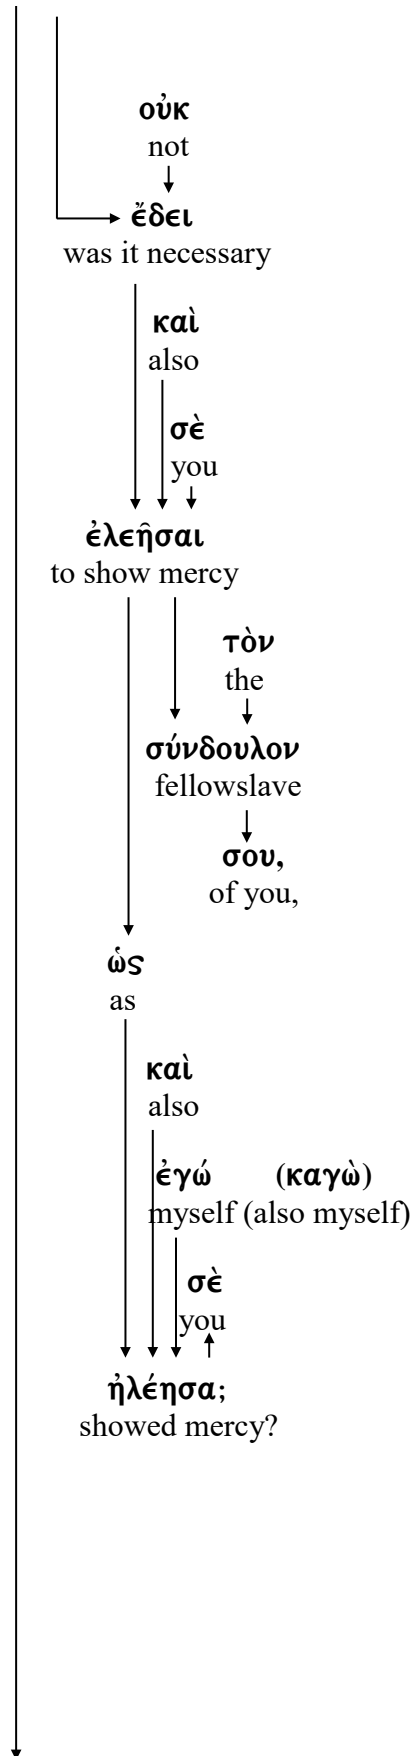 οὐκ
not
ἔδει
was it necessary
καὶ
also
σὲ
you
ἐλεῆσαι
to show mercy
τὸν
the
σύνδουλον
fellowslave
σου,
of you,
ὡς
as
καὶ
also
ἐγώ (καγὼ)
myself (also myself)
σὲ
you
ἠλέησα;
showed mercy?